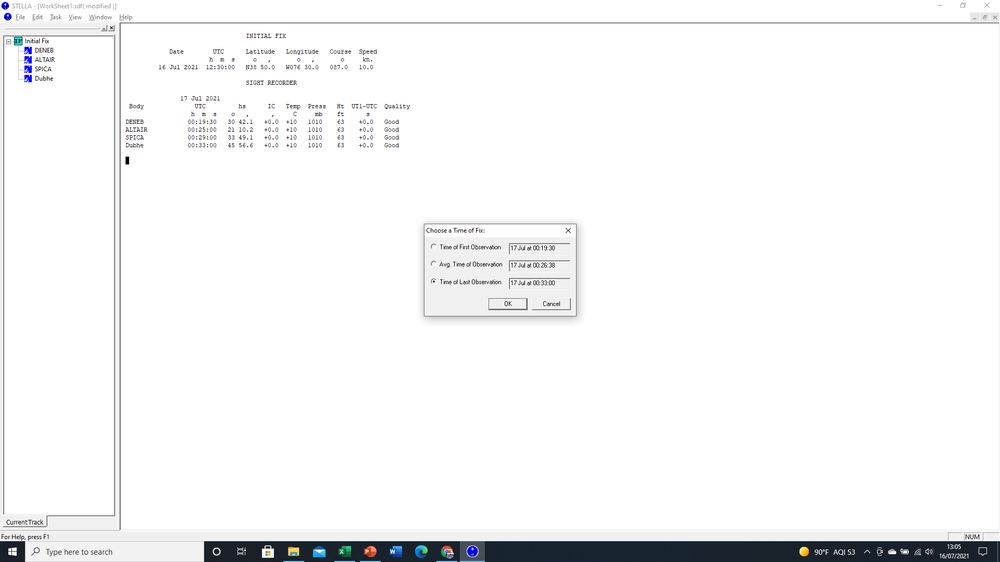 STELLA - [WorkSheet1.sdf( modified )]
File Edit Task View Window Help
IF Initial Fix
DENEB
ALTAIR
SPICA
Dubhe
CurrentTrack
INITIAL FIX
Date UTC Latitude Longitude Course Speed
h m s o , o , o kn.
16 Jul 2021 12:30:00 N38 50.0 W076 30.0 087.0 10.0
SIGHT RECORDER
17 Jul 2021
Body UTC hs IC Temp Press Ht UT1-UTC Quality
h m s o , , C mb ft s
DENEB 00:19:30 30 42.1 +0.0 +10 1010 63 +0.0 Good
ALTAIR 00:25:00 21 10.2 +0.0 +10 1010 63 +0.0 Good
SPICA 00:29:00 33 49.1 +0.0 +10 1010 63 +0.0 Good
Dubhe 00:33:00 45 56.6 +0.0 +10 1010 63 +0.0 Good
Choose a Time of Fix:
Time of First Observation 17 Jul at 00:19:30
Avg. Time of Observation 17 Jul at 00:26:38
Time of Last Observation 17 Jul at 00:33:00
OK Cancel
For Help, press F1
NUM
Type here to search
90°F AQI 53
13:05
16/07/2021